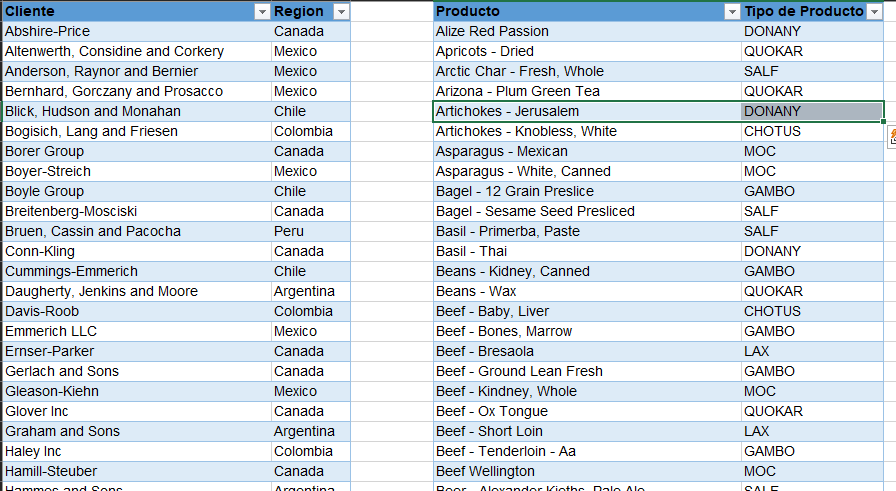 Cliente Region Producto Tipo de Producto
Abshire-Price Canada Alize Red Passion DONANY
Altenwerth, Considine and Corkery Mexico Apricots - Dried QUOKAR
Anderson, Raynor and Bernier Mexico Arctic Char - Fresh, Whole SALF
Bernhard, Gorczany and Prosacco Mexico Arizona - Plum Green Tea QUOKAR
Blick, Hudson and Monahan Chile Artichokes - Jerusalem DONANY
Bogisich, Lang and Friesen Colombia Artichokes - Knobless, White CHOTUS
Borer Group Canada Asparagus - Mexican MOC
Boyer-Streich Mexico Asparagus - White, Canned MOC
Boyle Group Chile Bagel - 12 Grain Preslice GAMBO
Breitenberg-Mosciski Canada Bagel - Sesame Seed Presliced SALF
Bruen, Cassin and Pacocha Peru Basil - Primerba, Paste SALF
Conn-Kling Canada Basil - Thai DONANY
Cummings-Emmerich Chile Beans - Kidney, Canned GAMBO
Daugherty, Jenkins and Moore Argentina Beans - Wax QUOKAR
Davis-Roob Colombia Beef - Baby, Liver CHOTUS
Emmerich LLC Mexico Beef - Bones, Marrow GAMBO
Ernser-Parker Canada Beef - Bresaola LAX
Gerlach and Sons Canada Beef - Ground Lean Fresh GAMBO
Gleason-Kiehn Mexico Beef - Kindney, Whole MOC
Glover Inc Canada Beef - Ox Tongue QUOKAR
Graham and Sons Argentina Beef - Short Loin LAX
Haley Inc Colombia Beef - Tenderloin - Aa GAMBO
Hamill-Steuber Canada Beef Wellington MOC
Hammes and Sons Argentina Beer - Alexander Kieths, Pale Ale SALF